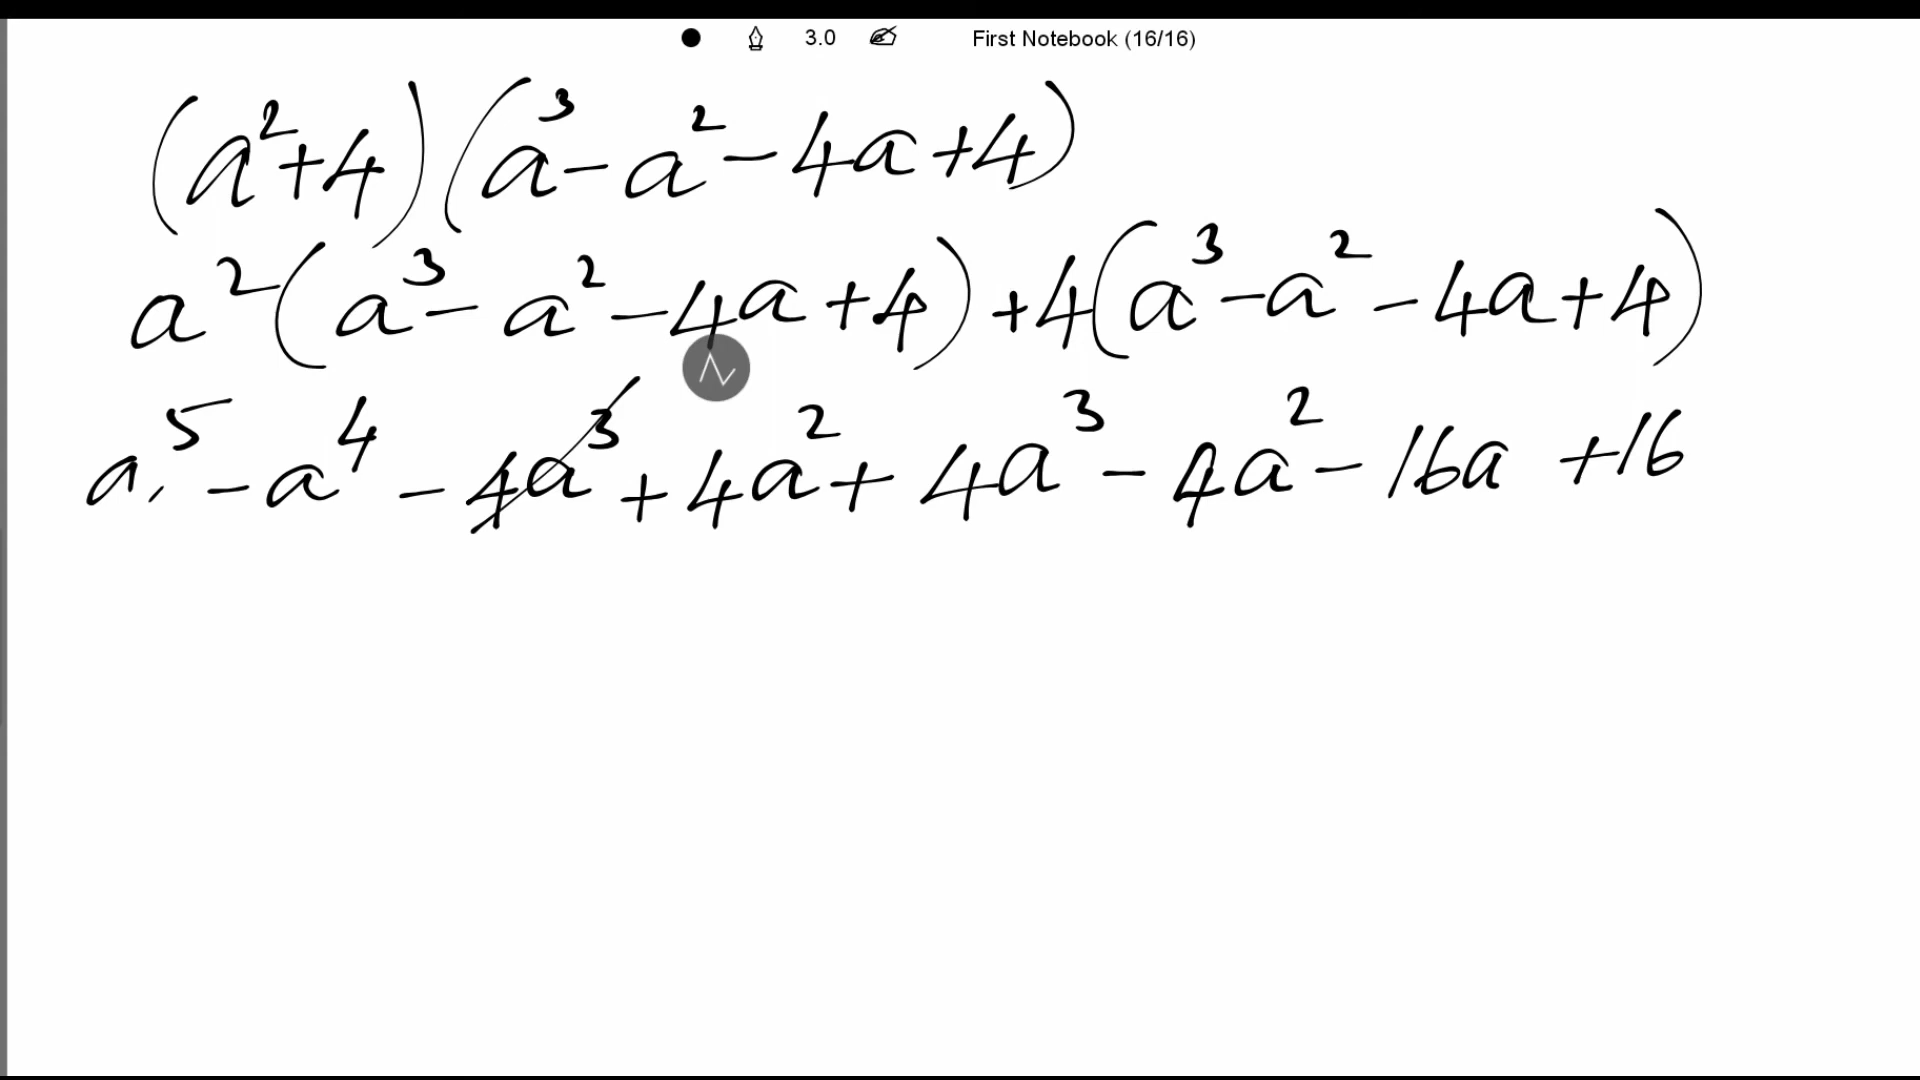 3.0 First Notebook (16/16)
(a²+4)(a³-a²-4a+4)
a²(a³-a²-4a+4)+4(a³-a²-4a+4)
a⁵-a⁴-4a³+4a²+4a³-4a²-16a+16